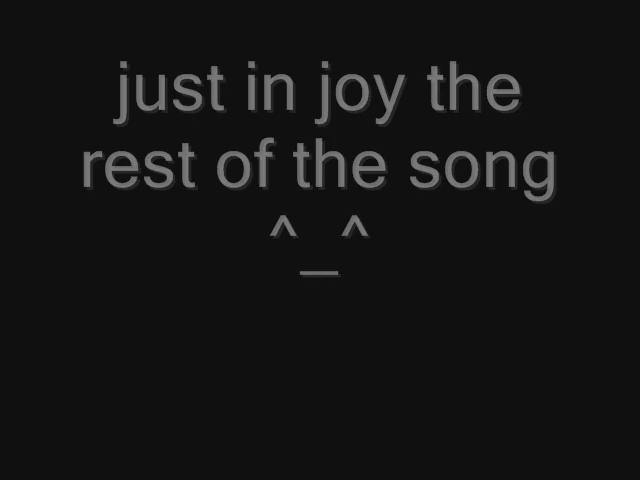 just in joy the
rest of the song
^_^